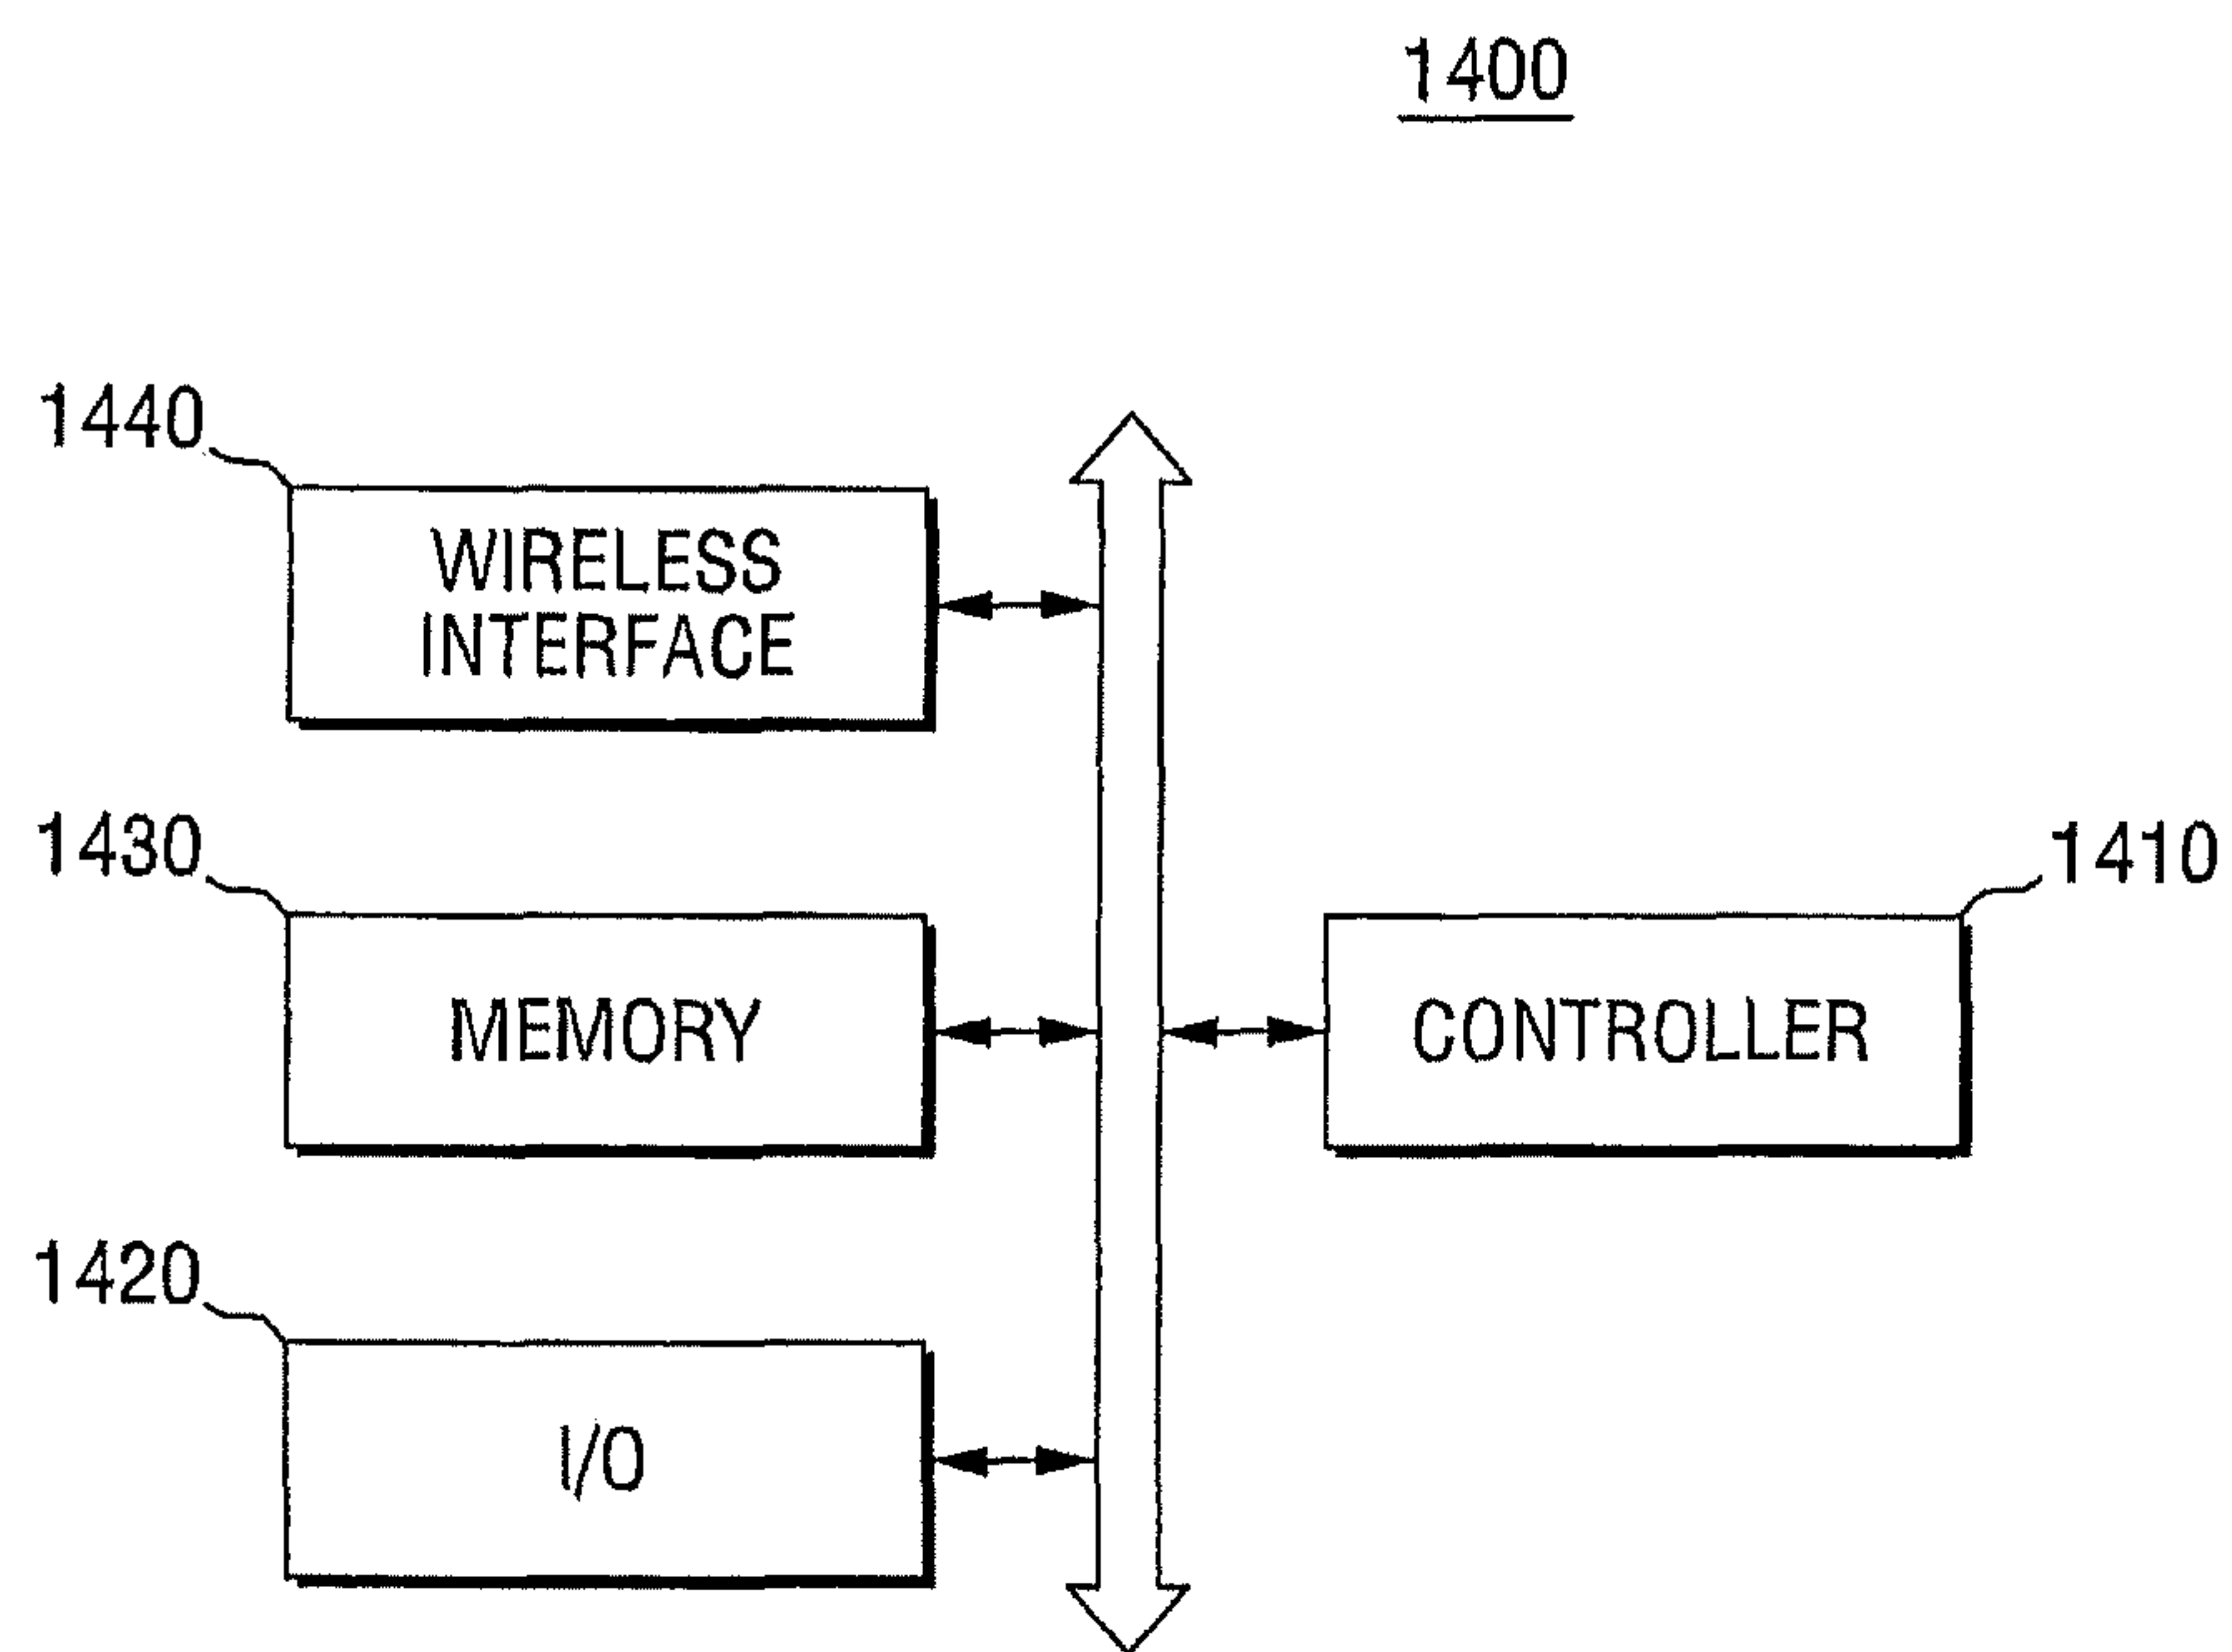 1400
1440
WIRELESS
INTERFACE
1430
MEMORY
1410
CONTROLLER
1420
I/O